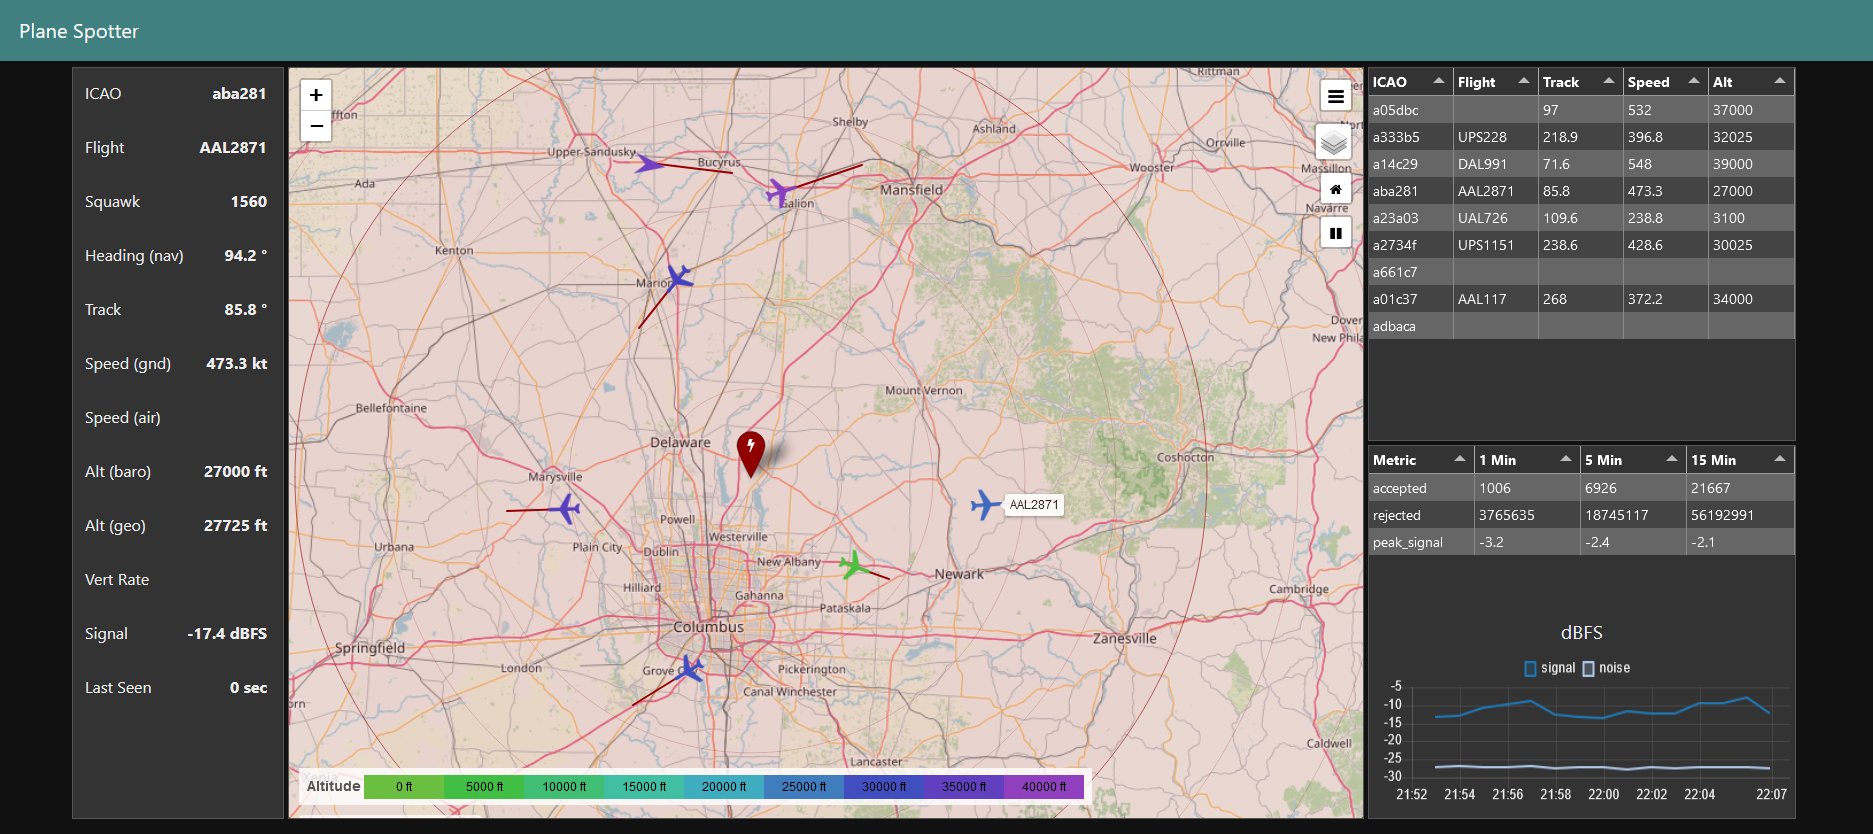 Plane Spotter
ICAO aba281
Flight AAL2871
Squawk 1560
Heading (nav) 94.2 °
Track 85.8 °
Speed (gnd) 473.3 kt
Speed (air)
Alt (baro) 27000 ft
Alt (geo) 27725 ft
Vert Rate
Signal -17.4 dBFS
Last Seen 0 sec
+
−
ffton
Rittman
Shelby
Ashland
Orrville
Upper-Sandusky
Bucyrus
Wooster
Massillon
Ada
Mansfield
Galion
Navarre
Kenton
Marion
Dover
New Phila
Mount Vernon
Bellefontaine
Delaware
Coshocton
Marysville
AAL2871
Powell
Westerville
Urbana
Plain City
Dublin
New Albany
Newark
Hilliard
Gahanna
Pataskala
Cambridge
Columbus
Zanesville
Springfield
London
Grove C
Pickerington
Canal Winchester
orn
Caldwell
Lancaster
Xenia
Altitude 0 ft 5000 ft 10000 ft 15000 ft 20000 ft 25000 ft 30000 ft 35000 ft 40000 ft
ICAO Flight Track Speed Alt
a05dbc 97 532 37000
a333b5 UPS228 218.9 396.8 32025
a14c29 DAL991 71.6 548 39000
aba281 AAL2871 85.8 473.3 27000
a23a03 UAL726 109.6 238.8 3100
a2734f UPS1151 238.6 428.6 30025
a661c7
a01c37 AAL117 268 372.2 34000
adbaca
Metric 1 Min 5 Min 15 Min
accepted 1006 6926 21667
rejected 3765635 18745117 56192991
peak_signal -3.2 -2.4 -2.1
dBFS
signal noise
-5
-10
-15
-20
-25
-30
21:52 21:54 21:56 21:58 22:00 22:02 22:04 22:07